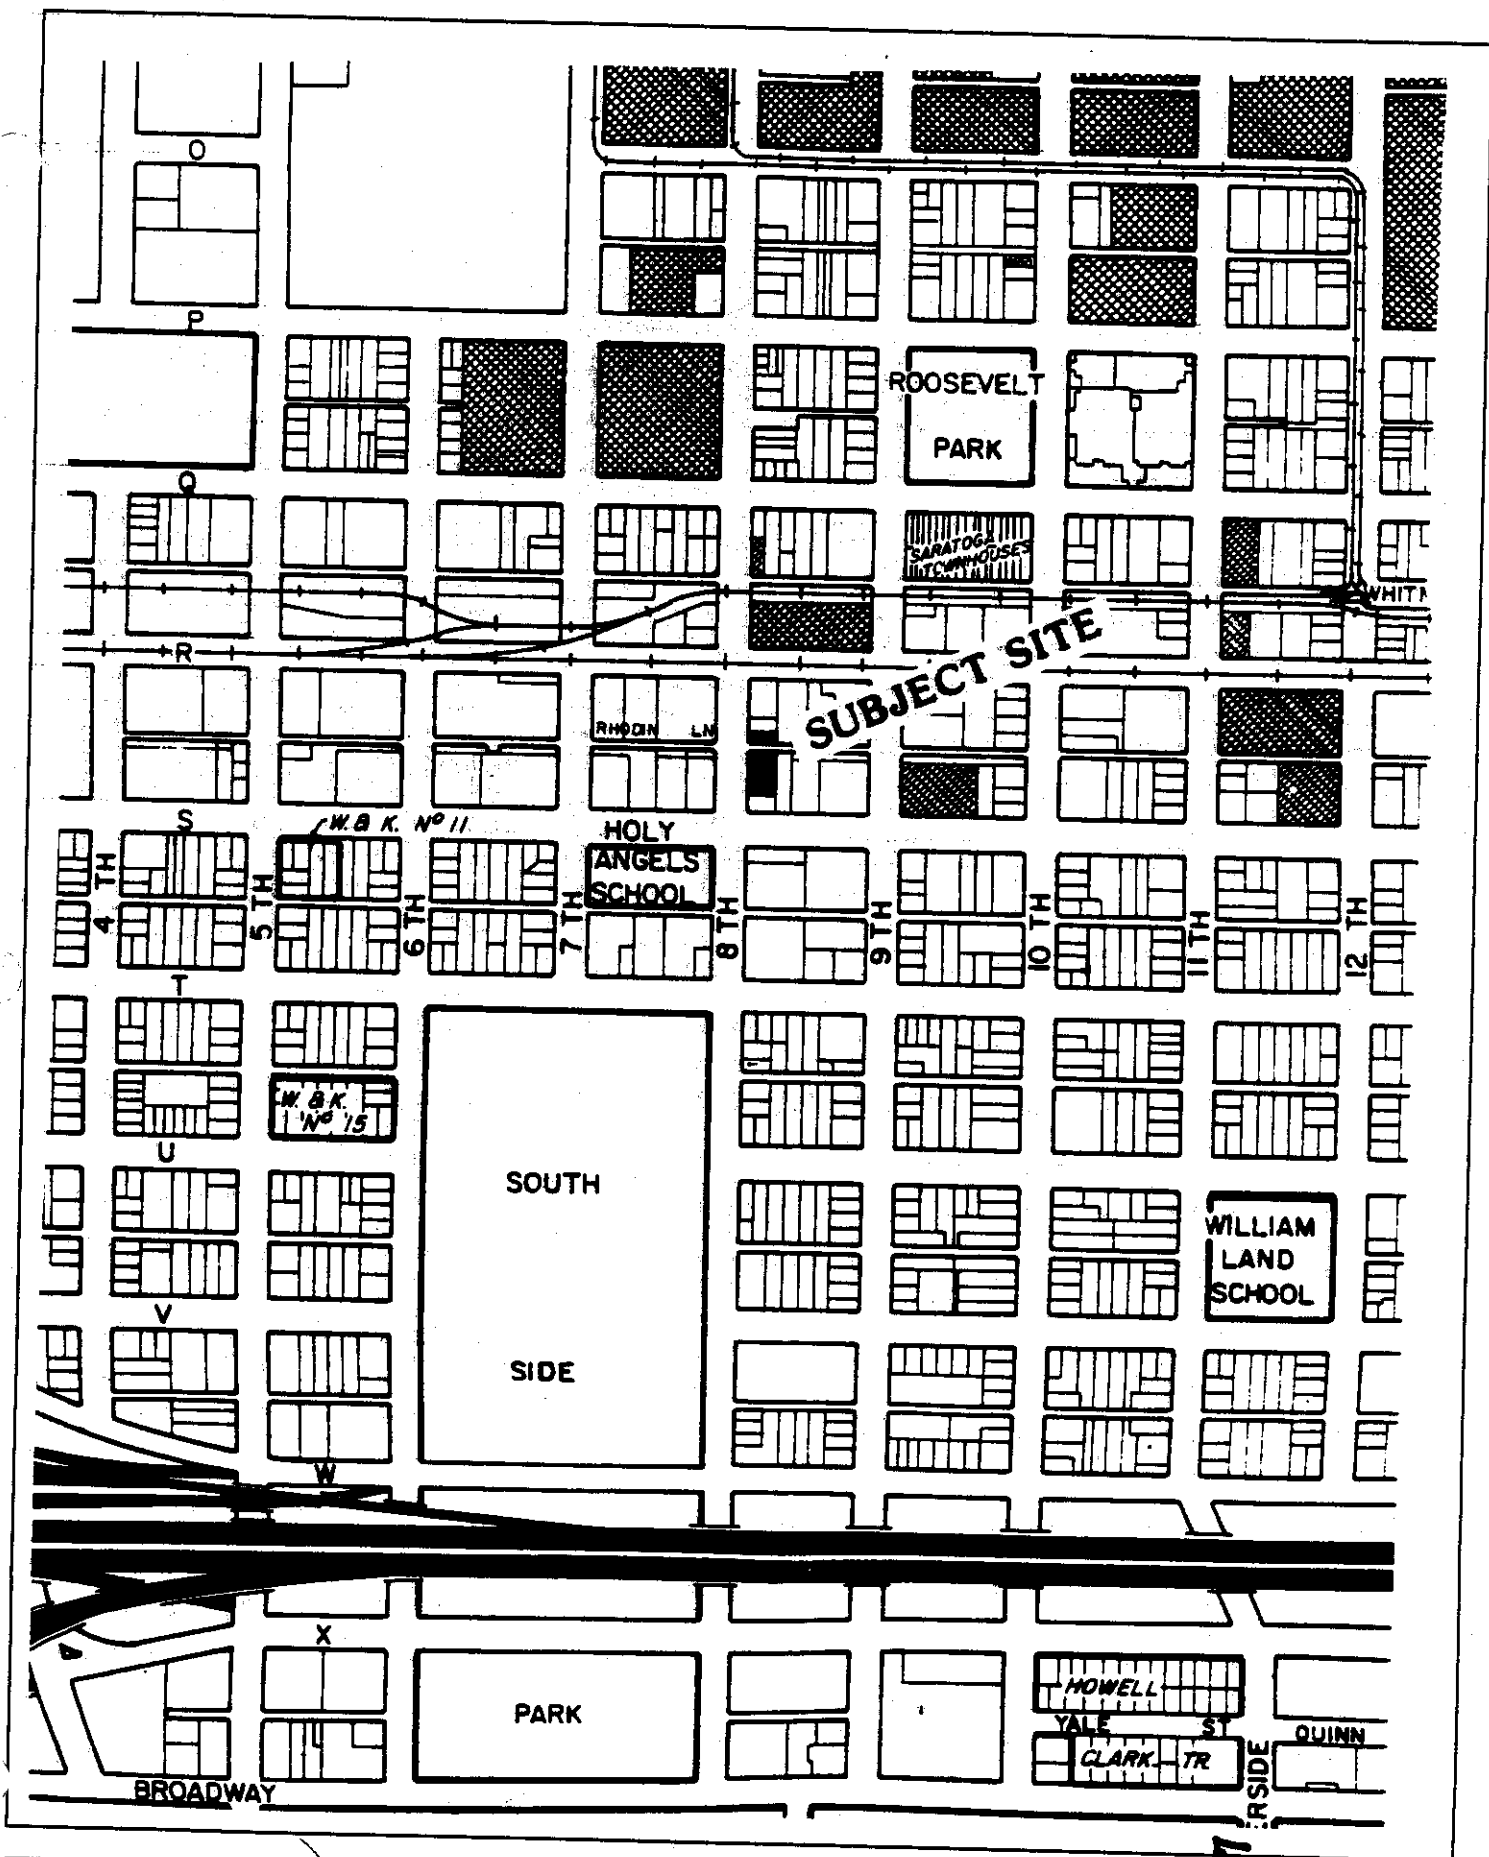 O
P
ROOSEVELT
PARK
Q
SARATOGA
TOWNHOUSES
R
SUBJECT SITE
RHODIN LN
S
W. & K. Nº 11
HOLY
ANGELS
SCHOOL
4 TH
5 TH
6 TH
7 TH
8 TH
9 TH
10 TH
11 TH
12 TH
T
W. & K.
Nº 15
U
SOUTH
WILLIAM
LAND
SCHOOL
V
SIDE
W
X
PARK
HOWELL
YALE ST
QUINN
CLARK TR
BROADWAY